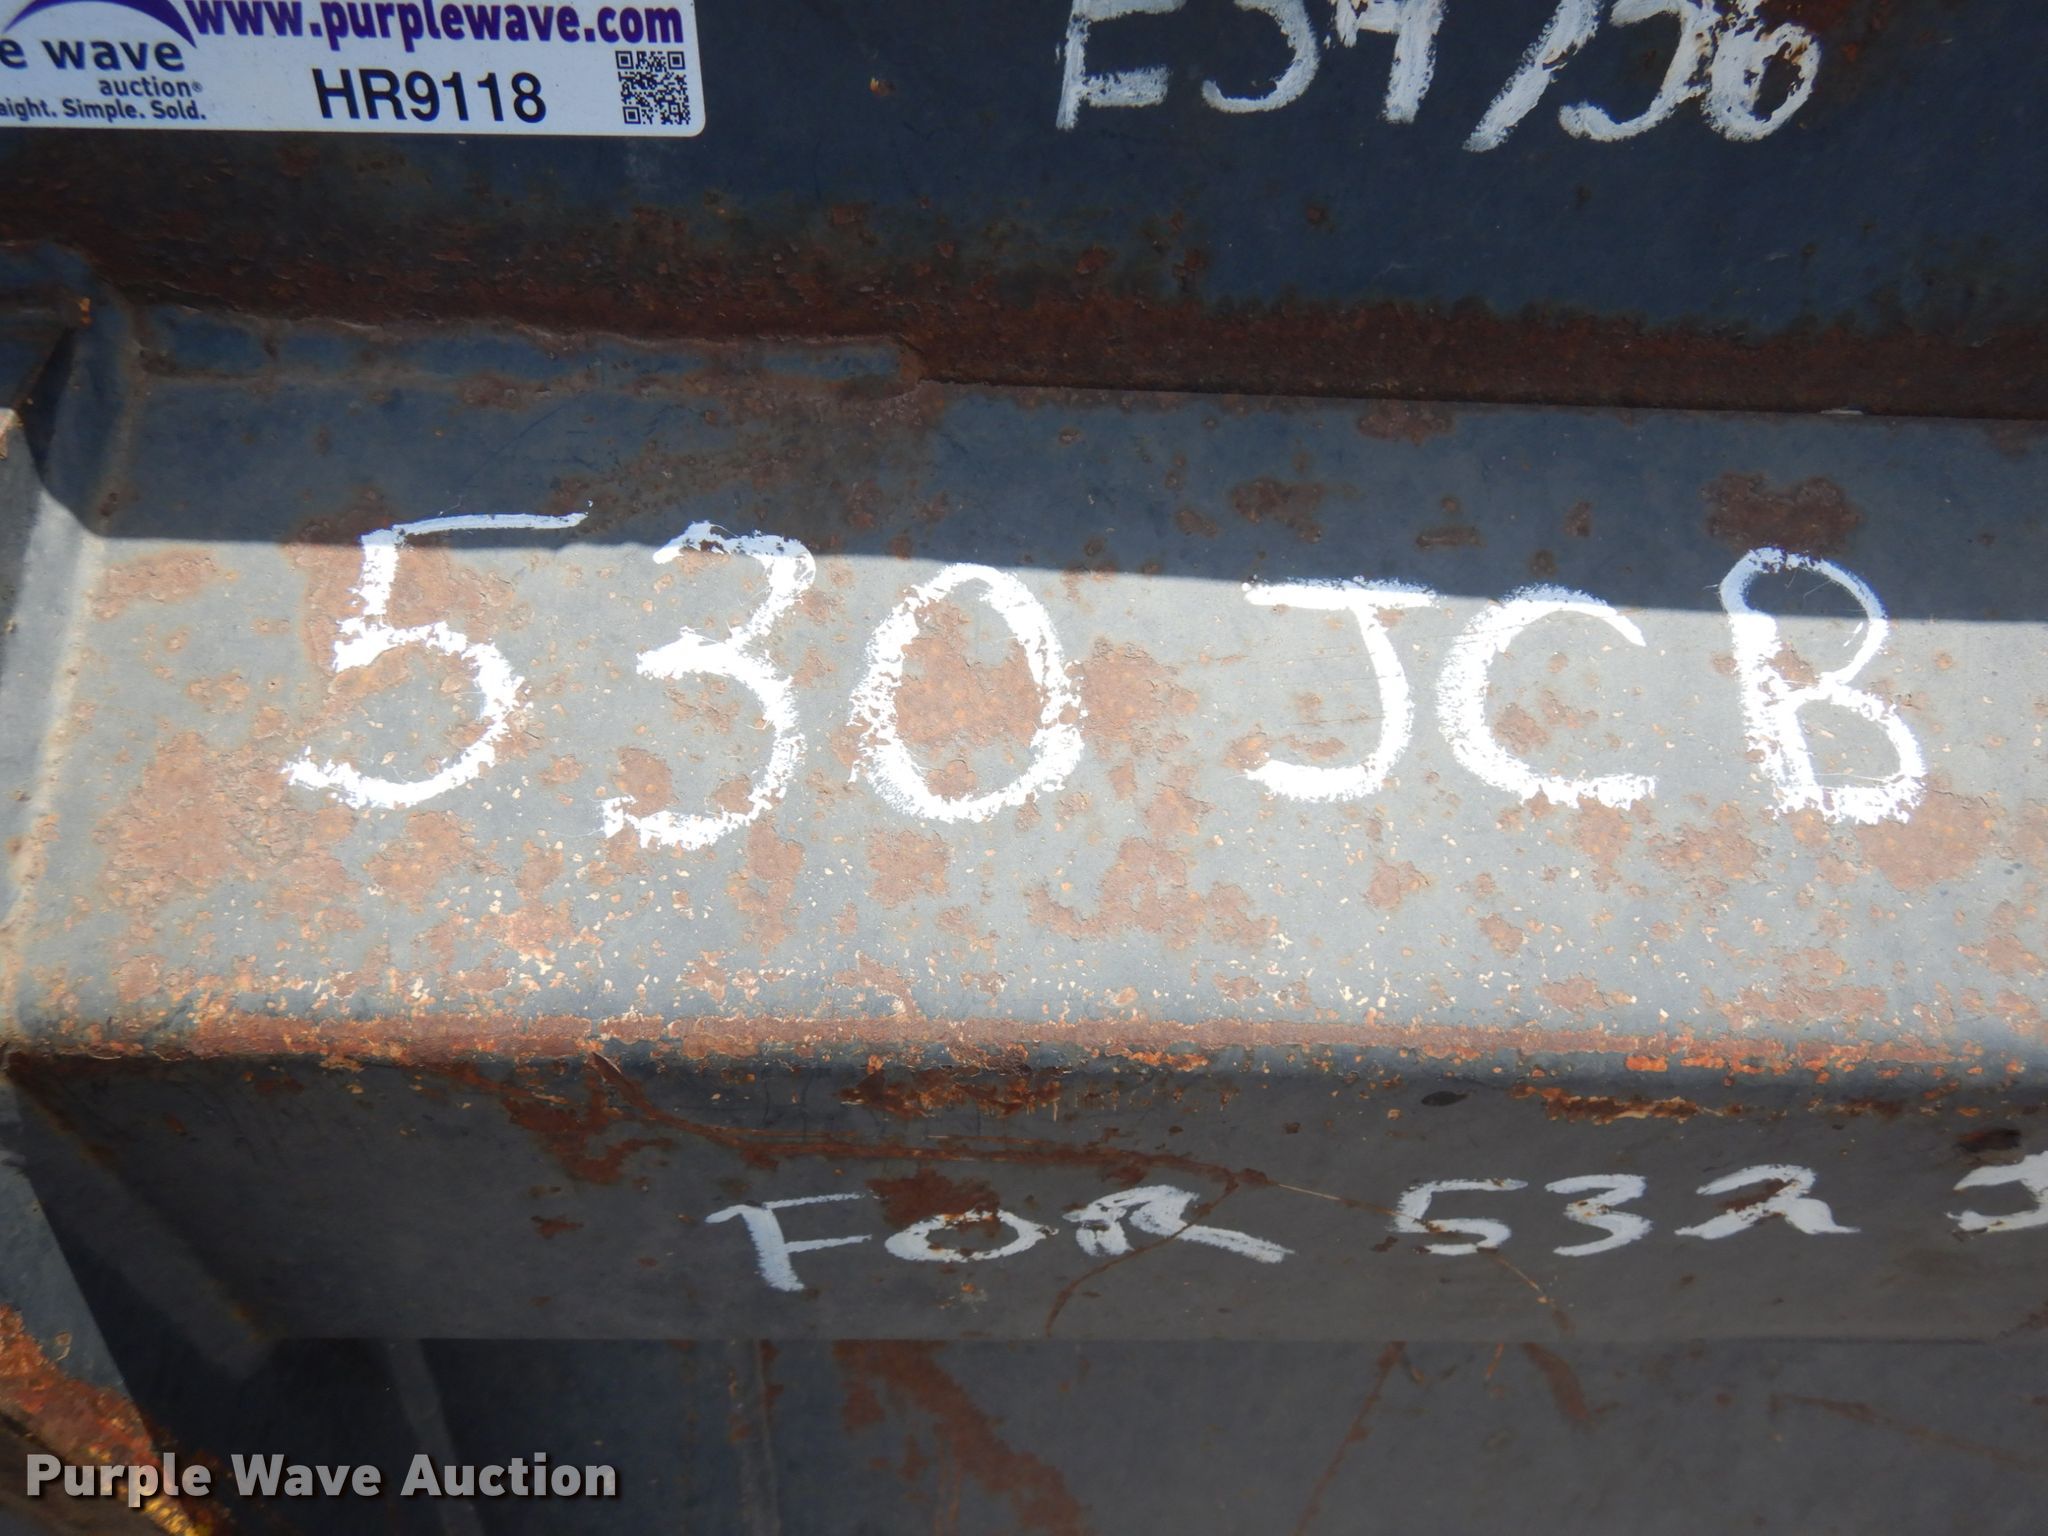 www.purplewave.com
e wave
auction®
HR9118
aight. Simple. Sold.
530 JCB
FOR 532 J
Purple Wave Auction